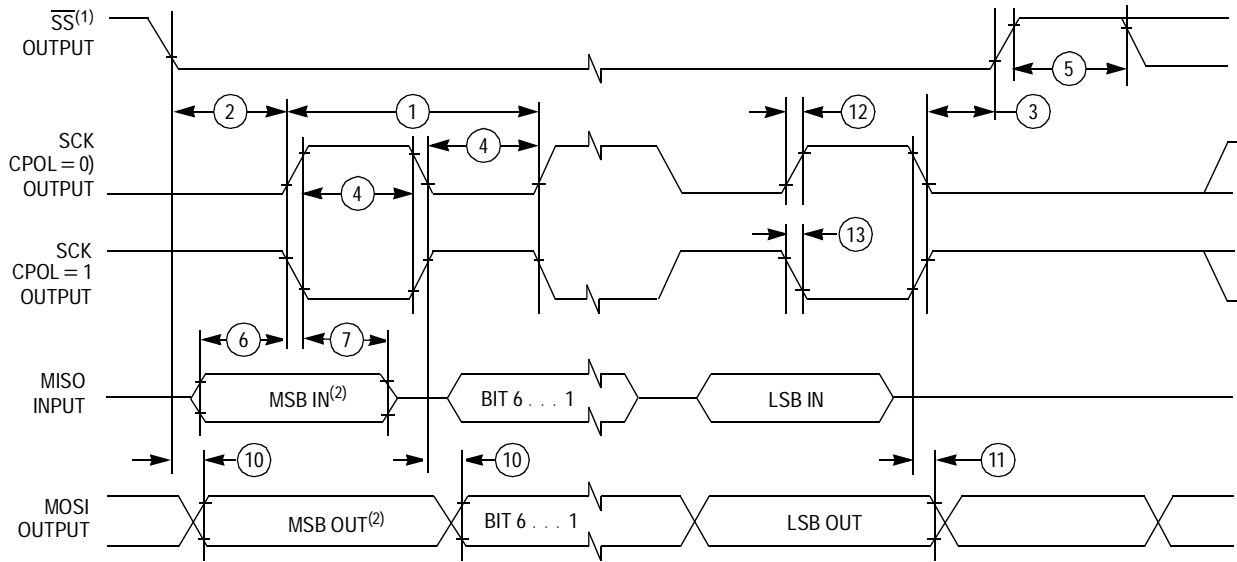 SS(1)
OUTPUT
5
2
1
12
3
SCK
CPOL = 0)
OUTPUT
4
4
SCK
CPOL = 1
OUTPUT
13
6
7
MISO
INPUT
MSB IN(2)
BIT 6 . . . 1
LSB IN
10
10
11
MOSI
OUTPUT
MSB OUT(2)
BIT 6 . . . 1
LSB OUT